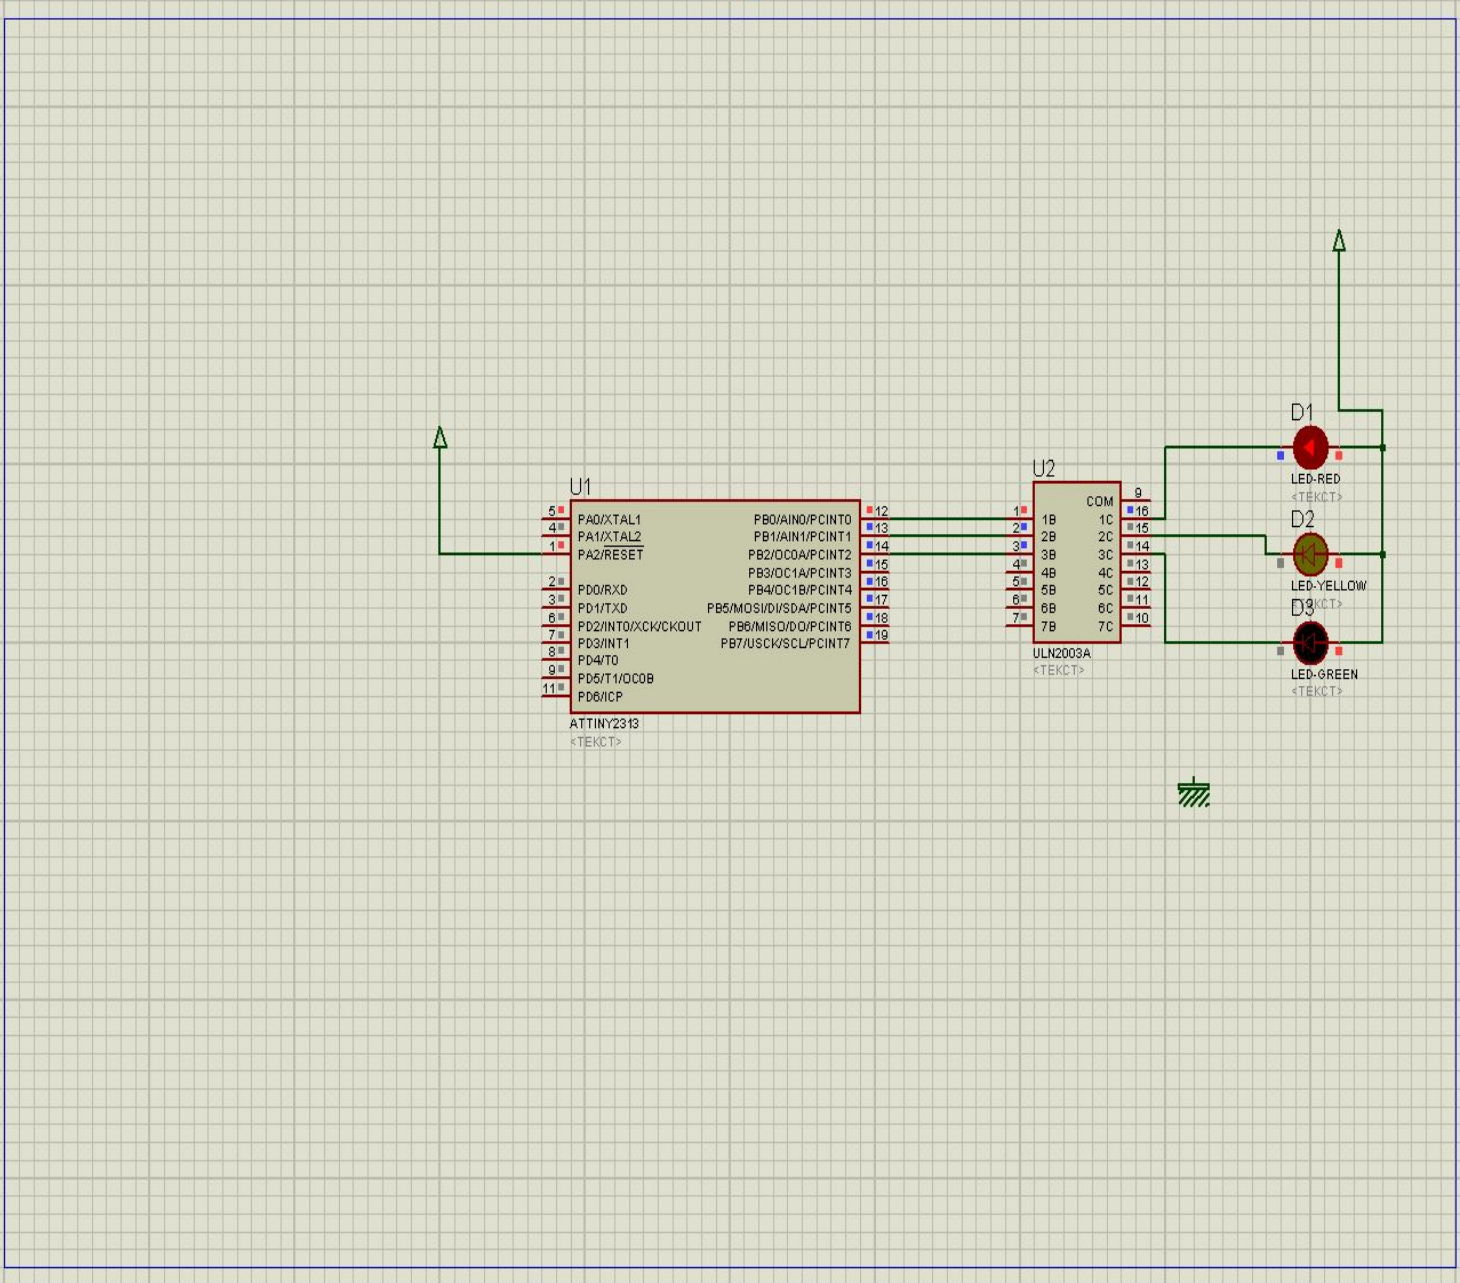 D1
LED-RED
<TEKCT>
D2
LED-YELLOW
<TEKCT>
D3
LED-GREEN
<TEKCT>
U2
COM 9
1 1B 1C 16
2 2B 2C 15
3 3B 3C 14
4 4B 4C 13
5 5B 5C 12
6 6B 6C 11
7 7B 7C 10
ULN2003A
<TEKCT>
U1
5 PA0/XTAL1 PB0/AIN0/PCINT0 12
4 PA1/XTAL2 PB1/AIN1/PCINT1 13
1 PA2/RESET PB2/OC0A/PCINT2 14
PB3/OC1A/PCINT3 15
2 PD0/RXD PB4/OC1B/PCINT4 16
3 PD1/TXD PB5/MOSI/DI/SDA/PCINT5 17
6 PD2/INT0/XCK/CKOUT PB6/MISO/DO/PCINT6 18
7 PD3/INT1 PB7/USCK/SCL/PCINT7 19
8 PD4/T0
9 PD5/T1/OC0B
11 PD6/ICP
ATTINY2313
<TEKCT>